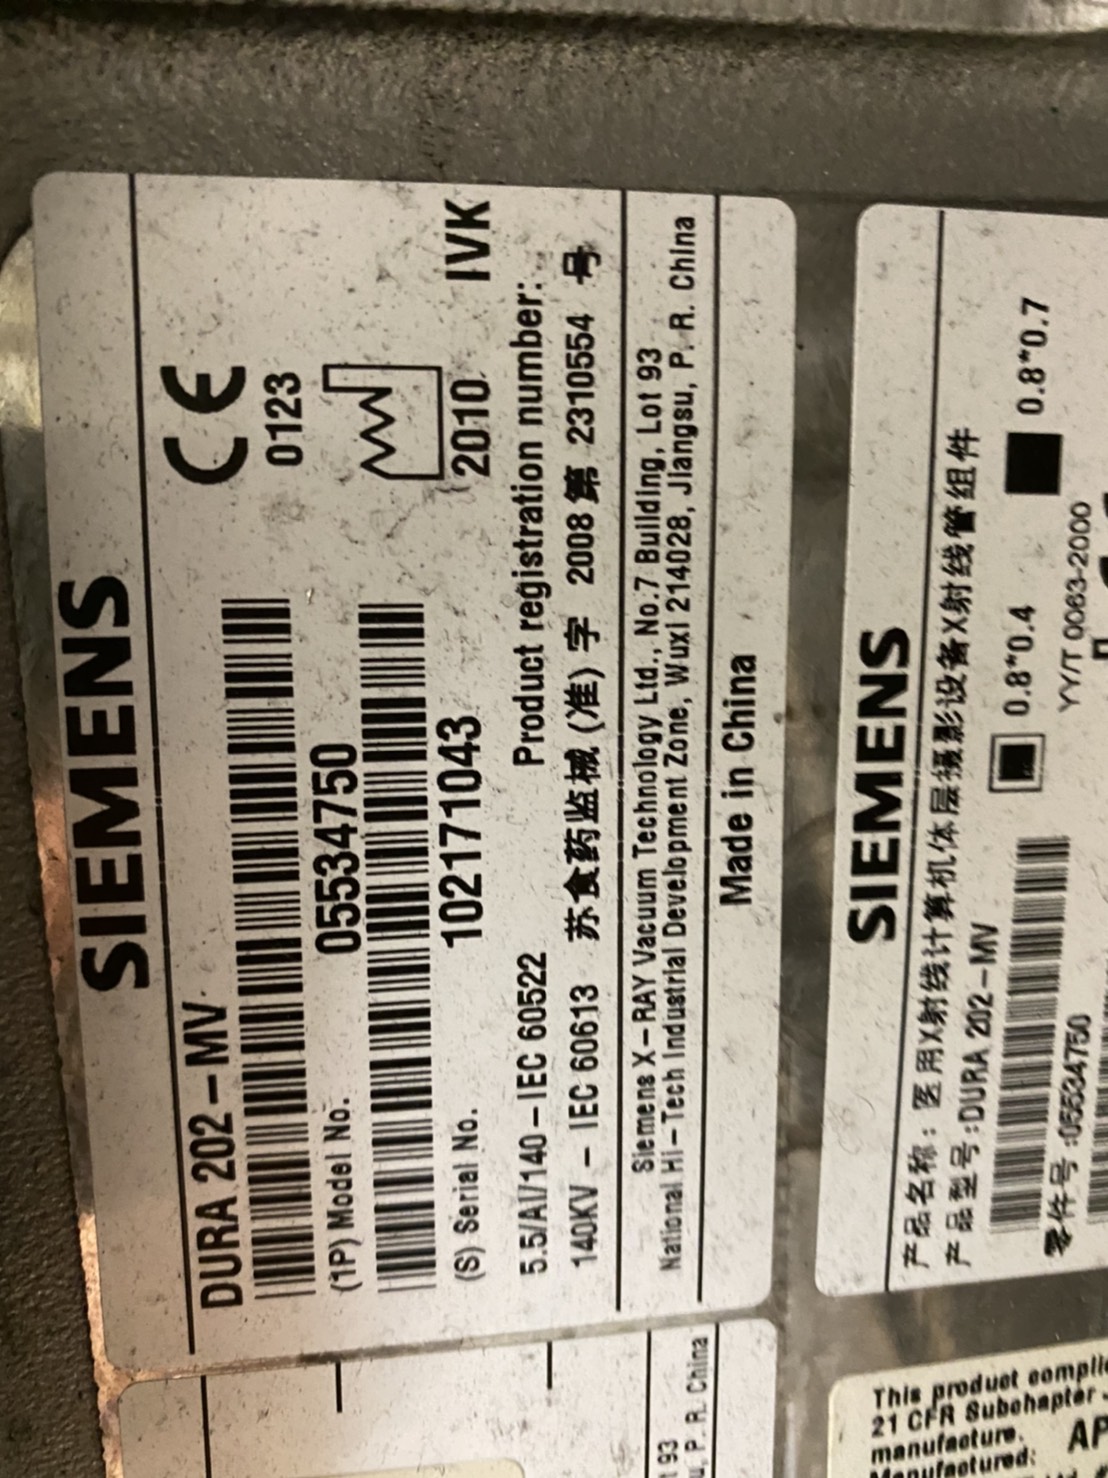 SIEMENS
DURA 202-MV
CE
0123
(1P) Model No. 05534750
(S) Serial No. 102171043
2010 IVK
5.5/Al/140-IEC 60522 Product registration number:
140KV - IEC 60613 苏食药监械(准)字 2008第 2310554 号
Siemens X-RAY Vacuum Technology Ltd., No.7 Building, Lot 93
National Hi-Tech Industrial Development Zone, Wuxi 214028, Jiangsu, P. R. China
Made in China
SIEMENS
产品名称: 医用X射线计算机体层摄影设备X射线管组件
产品型号:DURA 202-MV
0.8*0.4 0.8*0.7
零件号:05534750
YY/T 0063-2000
93
P. R. China
This product
21 CFR Subchapter
manufacture.
Manufactured: